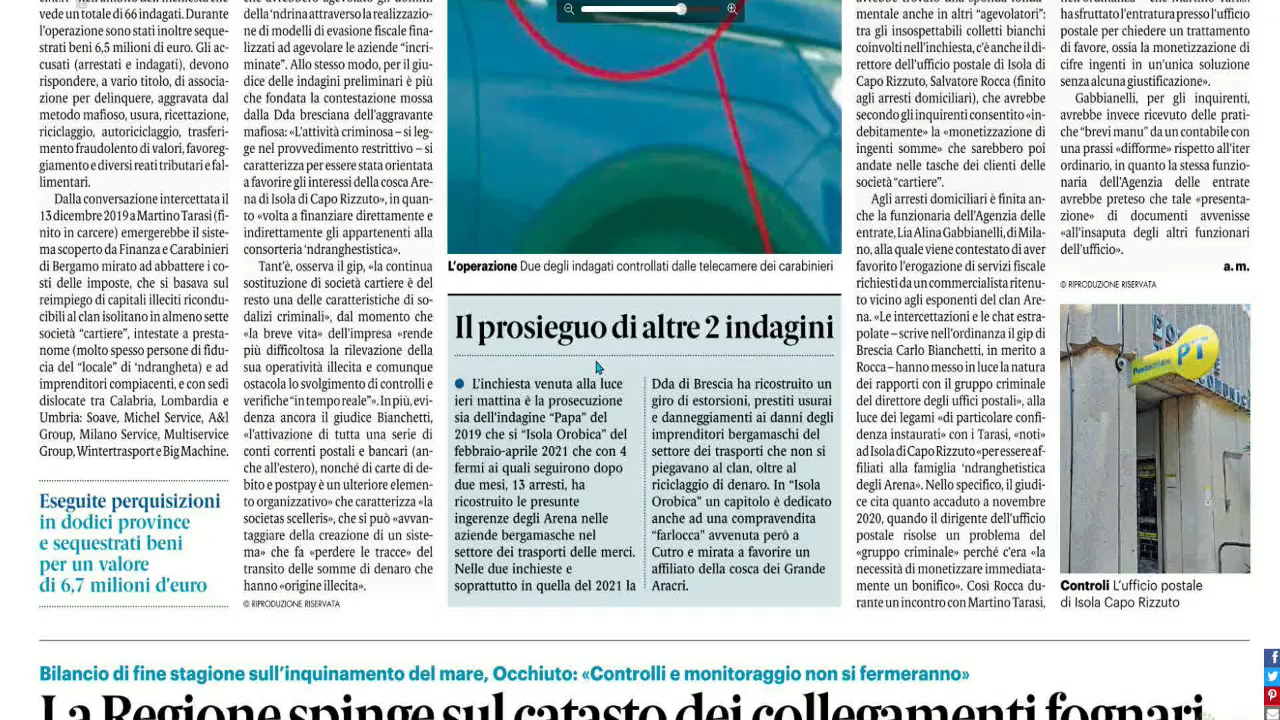 vede un totale di 66 indagati. Durante
l'operazione sono stati inoltre seque-
strati beni 6,5 milioni di euro. Gli ac-
cusati (arrestati e indagati), devono
rispondere, a vario titolo, di associa-
zione per delinquere, aggravata dal
metodo mafioso, usura, ricettazione,
riciclaggio, autoriciclaggio, trasferi-
mento fraudolento di valori, favoreg-
giamento e diversi reati tributari e fal-
limentari.
Dalla conversazione intercettata il
13 dicembre 2019 a Martino Tarasi (fi-
nito in carcere) emergerebbe il siste-
ma scoperto da Finanza e Carabinieri
di Bergamo mirato ad abbattere i co-
sti delle imposte, che si basava sul
reimpiego di capitali illeciti ricondu-
cibili al clan isolitano in almeno sette
società "cartiere", intestate a presta-
nome (molto spesso persone di fidu-
cia del "locale" di 'ndrangheta) e ad
imprenditori compiacenti, e con sedi
dislocate tra Calabria, Lombardia e
Umbria: Soave, Michel Service, A&l
Group, Milano Service, Multiservice
Group, Wintertrasport e Big Machine.
Eseguite perquisizioni
in dodici province
e sequestrati beni
per un valore
di 6,7 milioni d'euro
della 'ndrina attraverso la realizzazio-
ne di modelli di evasione fiscale fina-
lizzati ad agevolare le aziende "incri-
minate". Allo stesso modo, per il giu-
dice delle indagini preliminari è più
che fondata la contestazione mossa
dalla Dda bresciana dell'aggravante
mafiosa: «L'attività criminosa – si leg-
ge nel provvedimento restrittivo – si
caratterizza per essere stata orientata
a favorire gli interessi della cosca Are-
na di Isola di Capo Rizzuto», in quan-
to «volta a finanziare direttamente e
indirettamente gli appartenenti alla
consorteria 'ndranghestistica».
Tant'è, osserva il gip, «la continua
sostituzione di società cartiere è del
resto una delle caratteristiche di so-
dalizi criminali», dal momento che
«la breve vita» dell'impresa «rende
più difficoltosa la rilevazione della
sua operatività illecita e comunque
ostacola lo svolgimento di controlli e
verifiche "in tempo reale"». In più, evi-
denza ancora il giudice Bianchetti,
«l'attivazione di tutta una serie di
conti correnti postali e bancari (an-
che all'estero), nonché di carte di de-
bito e postpay è un ulteriore elemen-
to organizzativo» che caratterizza «la
societas sceleris», che si può «avvan-
taggiare della creazione di un siste-
ma» che fa «perdere le tracce» del
transito delle somme di denaro che
hanno «origine illecita».
© RIPRODUZIONE RISERVATA
L'operazione Due degli indagati controllati dalle telecamere dei carabinieri
Il prosieguo di altre 2 indagini
● L'inchiesta venuta alla luce
ieri mattina è la prosecuzione
sia dell'indagine "Papa" del
2019 che si "Isola Orobica" del
febbraio-aprile 2021 che con 4
fermi ai quali seguirono dopo
due mesi, 13 arresti, ha
ricostruito le presunte
ingerenze degli Arena nelle
aziende bergamasche nel
settore dei trasporti delle merci.
Nelle due inchieste e
soprattutto in quella del 2021 la
Dda di Brescia ha ricostruito un
giro di estorsioni, prestiti usurai
e danneggiamenti ai danni degli
imprenditori bergamaschi del
settore dei trasporti che non si
piegavano al clan, oltre al
riciclaggio di denaro. In "Isola
Orobica" un capitolo è dedicato
anche ad una compravendita
"farlocca" avvenuta però a
Cutro e mirata a favorire un
affiliato della cosca dei Grande
Aracri.
mentale anche in altri "agevolatori":
tra gli insospettabili colletti bianchi
coinvolti nell'inchiesta, c'è anche il di-
rettore dell'ufficio postale di Isola di
Capo Rizzuto, Salvatore Rocca (finito
agli arresti domiciliari), che avrebbe
secondo gli inquirenti consentito «in-
debitamente» la «monetizzazione di
ingenti somme» che sarebbero poi
andate nelle tasche dei clienti delle
società "cartiere".
Agli arresti domiciliari è finita an-
che la funzionaria dell'Agenzia delle
entrate, Lia Alina Gabbianelli, di Mila-
no, alla quale viene contestato di aver
favorito l'erogazione di servizi fiscale
richiesti da un commercialista ritenu-
to vicino agli esponenti del clan Are-
na. «Le intercettazioni e le chat estra-
polate – scrive nell'ordinanza il gip di
Brescia Carlo Bianchetti, in merito a
Rocca – hanno messo in luce la natura
dei rapporti con il gruppo criminale
del direttore degli uffici postali», alla
luce dei legami «di particolare confi-
denza instaurati» con i Tarasi, «noti»
ad Isola di Capo Rizzuto «per essere af-
filiati alla famiglia 'ndranghetistica
degli Arena». Nello specifico, il giudi-
ce cita quanto accaduto a novembre
2020, quando il dirigente dell'ufficio
postale risolse un problema del
«gruppo criminale» perché c'era «la
necessità di monetizzare immediata-
mente un bonifico». Così Rocca du-
rante un incontro con Martino Tarasi,
ha sfruttato l'entratura presso l'ufficio
postale per chiedere un trattamento
di favore, ossia la monetizzazione di
cifre ingenti in un'unica soluzione
senza alcuna giustificazione».
Gabbianelli, per gli inquirenti,
avrebbe invece ricevuto delle prati-
che "brevi manu" da un contabile con
una prassi «difforme» rispetto all'iter
ordinario, in quanto la stessa funzio-
naria dell'Agenzia delle entrate
avrebbe preteso che tale «presenta-
zione» di documenti avvenisse
«all'insaputa degli altri funzionari
dell'ufficio».
a. m.
© RIPRODUZIONE RISERVATA
PT
Controli L'ufficio postale
di Isola Capo Rizzuto
Bilancio di fine stagione sull'inquinamento del mare, Occhiuto: «Controlli e monitoraggio non si fermeranno»
La Regione spinge sul catasto dei collegamenti fognari